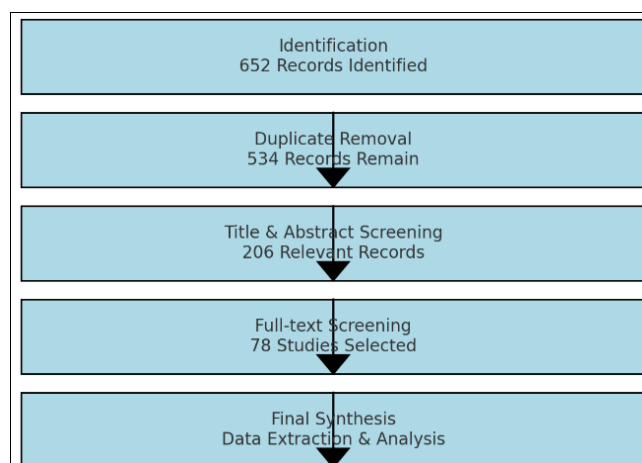 Identification
652 Records Identified
Duplicate Removal
534 Records Remain
Title & Abstract Screening
206 Relevant Records
Full-text Screening
78 Studies Selected
Final Synthesis
Data Extraction & Analysis